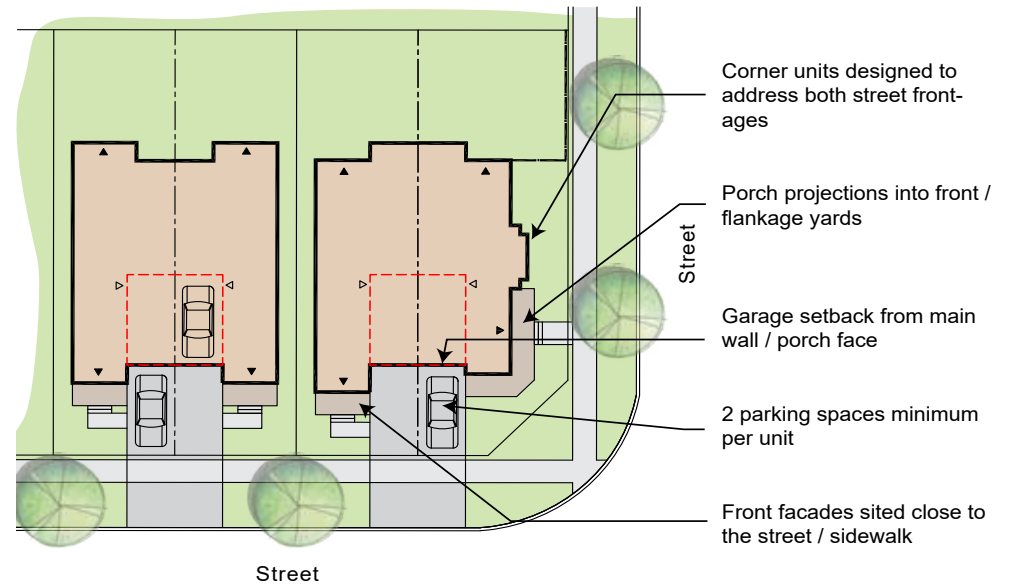 Corner units designed to
address both street front-
ages
Porch projections into front /
flankage yards
Street
Garage setback from main
wall / porch face
2 parking spaces minimum
per unit
Front facades sited close to
the street / sidewalk
Street